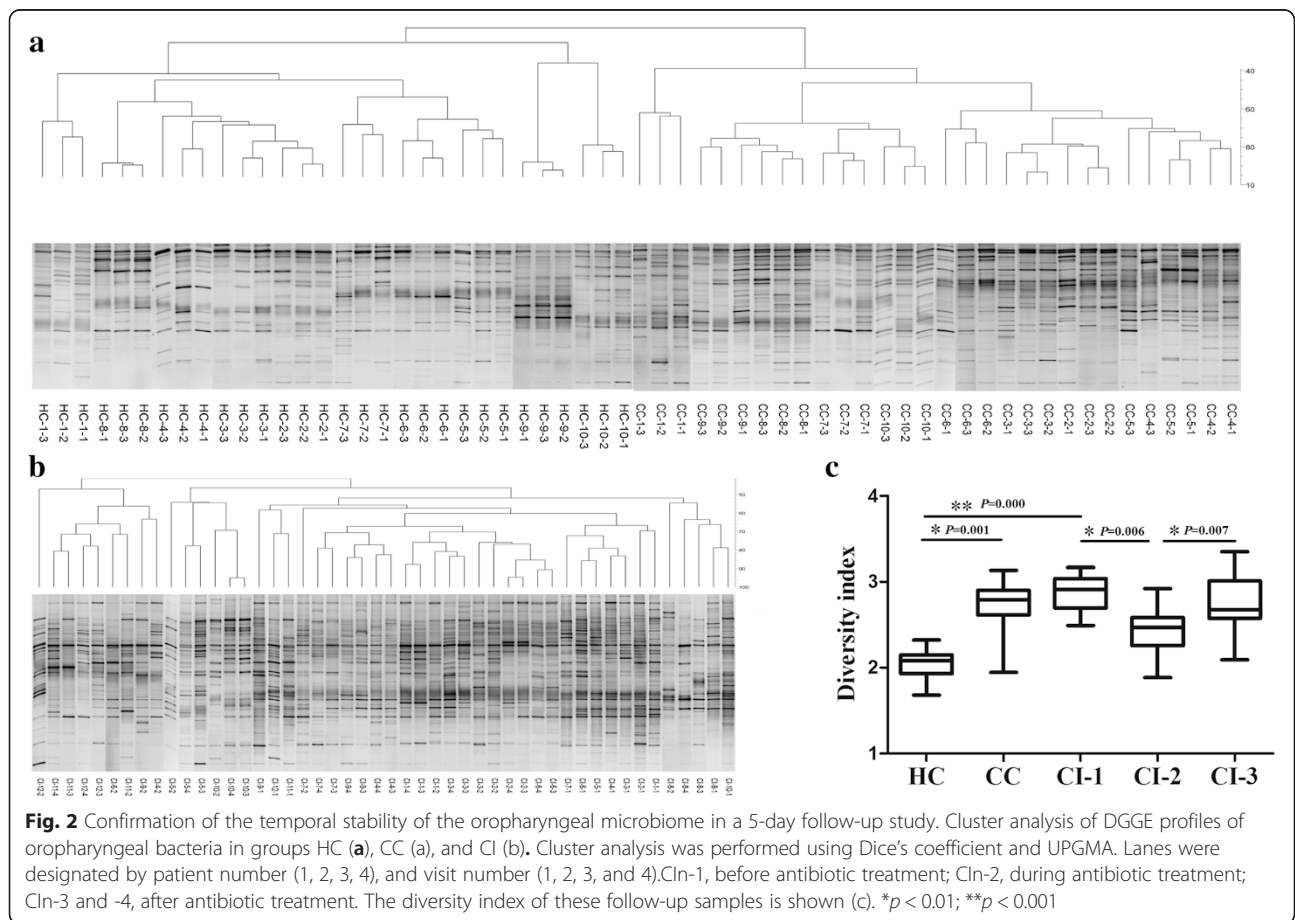 a
40
60
80
10
HC-1-3 HC-1-2 HC-1-1 HC-8-1 HC-8-3 HC-8-2 HC-4-3 HC-4-2 HC-4-1 HC-3-3 HC-3-2 HC-3-1 HC-2-3 HC-2-2 HC-2-1 HC-7-3 HC-7-2 HC-7-1 HC-6-3 HC-6-2 HC-6-1 HC-5-3 HC-5-2 HC-5-1 HC-9-1 HC-9-3 HC-9-2 HC-10-3 HC-10-2 HC-10-1 CC-1-3 CC-1-2 CC-1-1 CC-9-3 CC-9-2 CC-9-1 CC-8-3 CC-8-2 CC-8-1 CC-7-3 CC-7-2 CC-7-1 CC-10-3 CC-10-2 CC-10-1 CC-6-1 CC-6-3 CC-6-2 CC-3-1 CC-3-3 CC-3-2 CC-2-1 CC-2-3 CC-2-2 CC-5-3 CC-4-3 CC-5-2 CC-5-1 CC-4-2 CC-4-1
b
50
60
70
80
90
100
c
Diversity index
4
3
2
1
** P=0.000
* P=0.001
* P=0.006
* P=0.007
HC CC CI-1 CI-2 CI-3
Fig. 2 Confirmation of the temporal stability of the oropharyngeal microbiome in a 5-day follow-up study. Cluster analysis of DGGE profiles of
oropharyngeal bacteria in groups HC (a), CC (a), and CI (b). Cluster analysis was performed using Dice's coefficient and UPGMA. Lanes were
designated by patient number (1, 2, 3, 4), and visit number (1, 2, 3, and 4).CIn-1, before antibiotic treatment; CIn-2, during antibiotic treatment;
CIn-3 and -4, after antibiotic treatment. The diversity index of these follow-up samples is shown (c). *p < 0.01; **p < 0.001